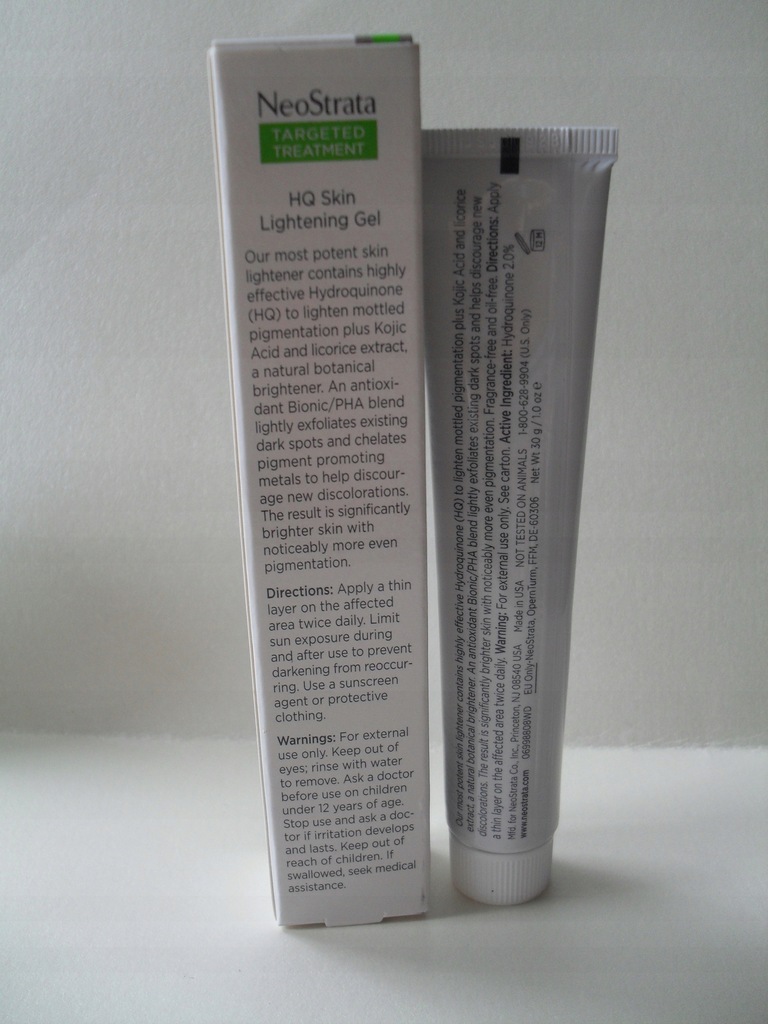 NeoStrata
TARGETED
TREATMENT
HQ Skin
Lightening Gel
Our most potent skin
lightener contains highly
effective Hydroquinone
(HQ) to lighten mottled
pigmentation plus Kojic
Acid and licorice extract,
a natural botanical
brightener. An antioxi-
dant Bionic/PHA blend
lightly exfoliates existing
dark spots and chelates
pigment promoting
metals to help discour-
age new discolorations.
The result is significantly
brighter skin with
noticeably more even
pigmentation.
Directions: Apply a thin
layer on the affected
area twice daily. Limit
sun exposure during
and after use to prevent
darkening from reoccur-
ring. Use a sunscreen
agent or protective
clothing.
Warnings: For external
use only. Keep out of
eyes; rinse with water
to remove. Ask a doctor
before use on children
under 12 years of age.
Stop use and ask a doc-
tor if irritation develops
and lasts. Keep out of
reach of children. If
swallowed, seek medical
assistance.
Our most potent skin lightener contains highly effective Hydroquinone (HQ) to lighten mottled pigmentation plus Kojic Acid and licorice
extract, a natural botanical brightener. An antioxidant Bionic/PHA blend lightly exfoliates existing dark spots and helps discourage new
discolorations. The result is significantly brighter skin with noticeably more even pigmentation. Fragrance-free and oil-free. Directions: Apply
a thin layer on the affected area twice daily. Warning: For external use only. See carton. Active Ingredient: Hydroquinone 2.0%
Mfd. for NeoStrata Co., Inc., Princeton, NJ 08540 USA Made in USA NOT TESTED ON ANIMALS 1-800-628-9904 (U.S. Only)
www.neostrata.com 06998808WD EU Only-NeoStrata, OpernTurm, FFM, DE-60306 Net Wt 30 g / 1.0 oz e
12 M